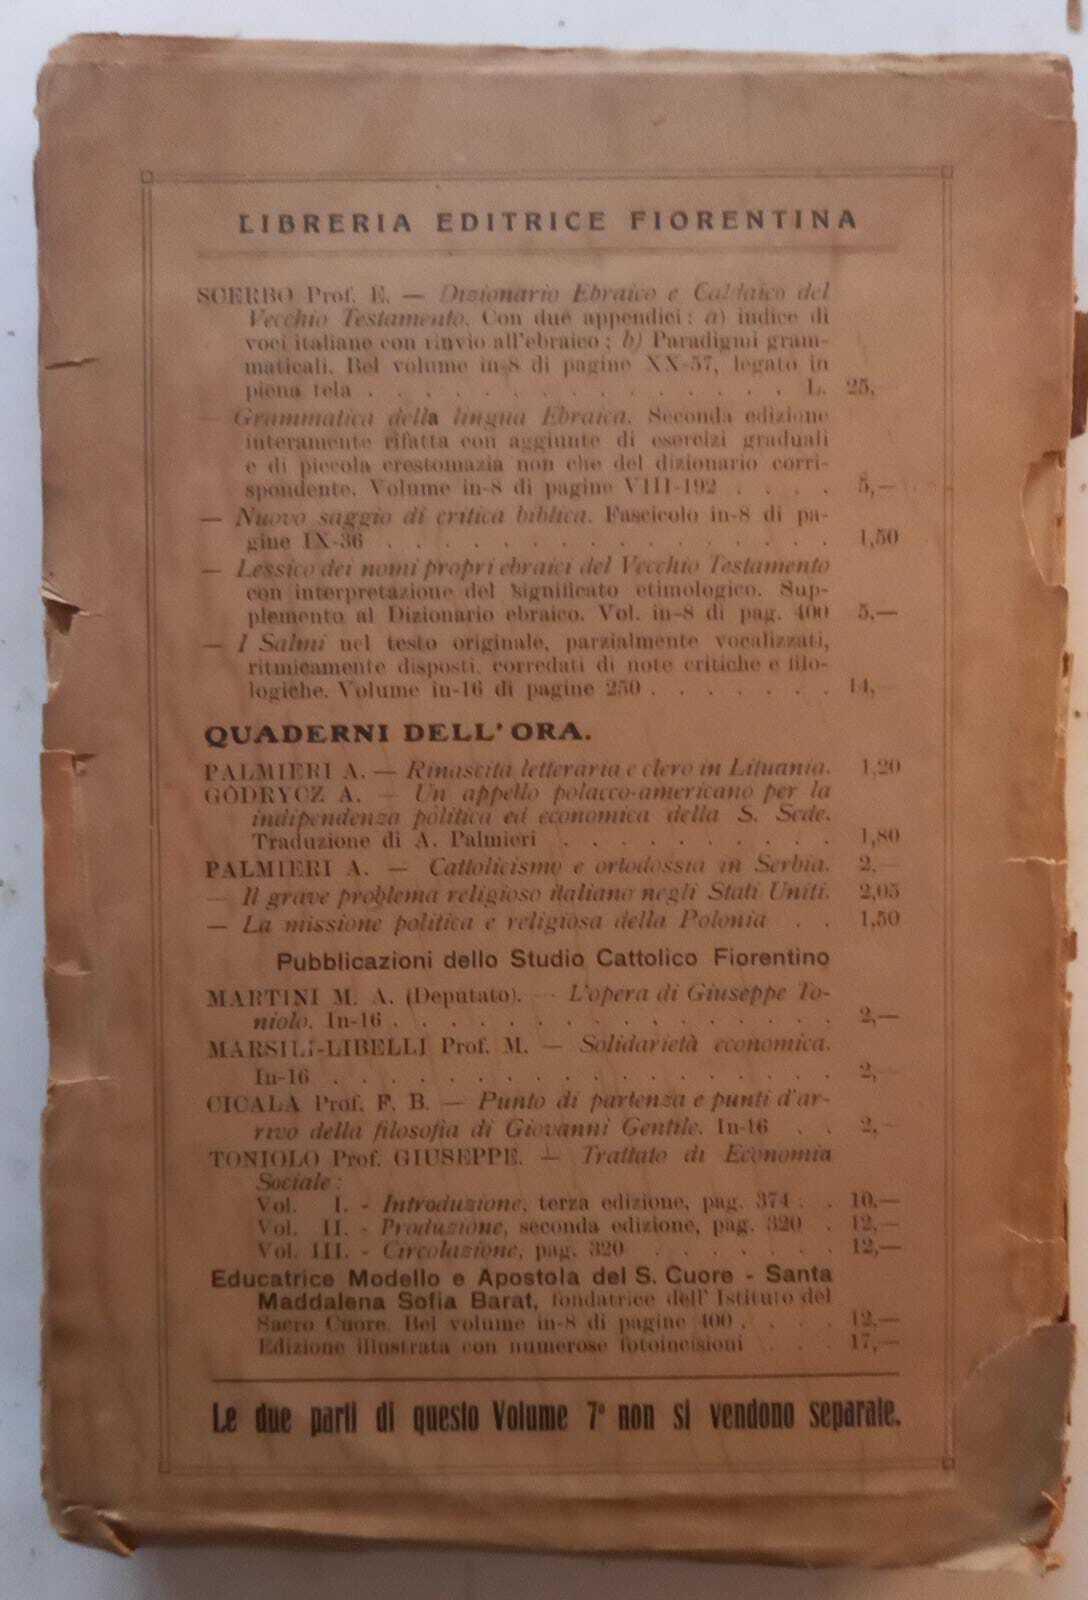 LIBRERIA EDITRICE FIORENTINA
SCERBO Prof. E. — Dizionario Ebraico e Caldaico del
Vecchio Testamento. Con due appendici: a) indice di
voci italiane con rinvio all'ebraico; b) Paradigmi gram-
maticali. Bel volume in-8 di pagine XX-57, legato in
piena tela . . . . . . . . . . . . . . . . L. 25,—
— Grammatica della lingua Ebraica. Seconda edizione
interamente rifatta con aggiunte di esercizi graduali
e di piccola crestomazia non che del dizionario corri-
spondente. Volume in-8 di pagine VIII-192 . . . . 5,—
— Nuovo saggio di critica biblica. Fascicolo in-8 di pa-
gine IX-36 . . . . . . . . . . . . . . . . 1,50
— Lessico dei nomi propri ebraici del Vecchio Testamento
con interpretazione del significato etimologico. Sup-
plemento al Dizionario ebraico. Vol. in-8 di pag. 400 5,—
— I Salmi nel testo originale, parzialmente vocalizzati,
ritmicamente disposti, corredati di note critiche e filo-
logiche. Volume in-16 di pagine 250 . . . . . . . 14,—
QUADERNI DELL'ORA.
PALMIERI A. — Rinascita letteraria e clero in Lituania. 1,20
GODRYCZ A. — Un appello polacco-americano per la
indipendenza politica ed economica della S. Sede.
Traduzione di A. Palmieri . . . . . . . . . . 1,80
PALMIERI A. — Cattolicismo e ortodossia in Serbia. 2,—
— Il grave problema religioso italiano negli Stati Uniti. 2,05
— La missione politica e religiosa della Polonia . . 1,50
Pubblicazioni dello Studio Cattolico Fiorentino
MARTINI M. A. (Deputato). — L'opera di Giuseppe To-
niolo. In-16 . . . . . . . . . . . . . . . . 2,—
MARSILI-LIBELLI Prof. M. — Solidarietà economica.
In-16 . . . . . . . . . . . . . . . . . . 2,—
CICALA Prof. F. B. — Punto di partenza e punti d'ar-
rivo della filosofia di Giovanni Gentile. In-16 . . 2,—
TONIOLO Prof. GIUSEPPE. — Trattato di Economia
Sociale:
Vol. I. - Introduzione, terza edizione, pag. 374 . . 10,—
Vol. II. - Produzione, seconda edizione, pag. 320 . 12,—
Vol. III. - Circolazione, pag. 320 . . . . . . . 12,—
Educatrice Modello e Apostola del S. Cuore - Santa
Maddalena Sofia Barat, fondatrice dell'Istituto del
Sacro Cuore. Bel volume in-8 di pagine 400 . . . . 12,—
Edizione illustrata con numerose fotoincisioni . . . 17,—
Le due parti di questo Volume 7° non si vendono separate.